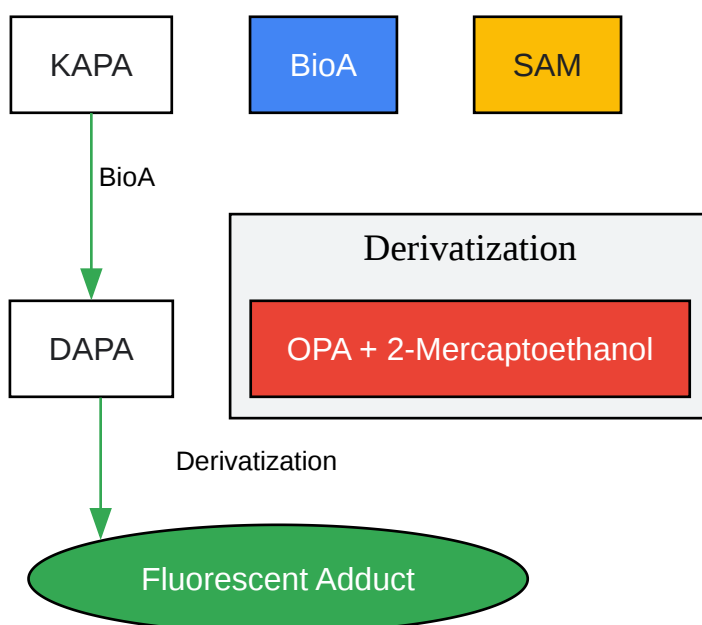 KAPA
BioA
SAM
BioA
Derivatization
DAPA
OPA + 2-Mercaptoethanol
Derivatization
Fluorescent Adduct